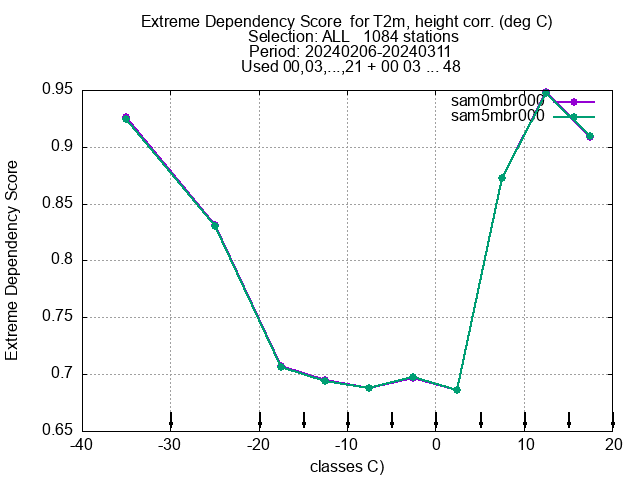 Extreme Dependency Score  for T2m, height corr. (deg C)
Selection: ALL   1084 stations
Period: 20240206-20240311
Used 00,03,...,21 + 00 03 ... 48
sam0mbr000
sam5mbr000
0.95
0.9
0.85
0.8
0.75
0.7
0.65
Extreme Dependency Score
-40 -30 -20 -10 0 10 20
classes C)